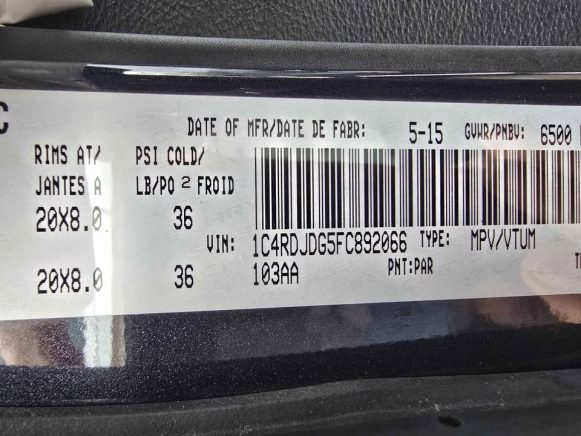 C
DATE OF MFR/DATE DE FABR: 5-15 GVWR/PNBV: 6500
RIMS AT/ PSI COLD/
JANTES A LB/PO 2 FROID
20X8.0 36
VIN: 1C4RDJDG5FC892066 TYPE: MPV/VTUM
20X8.0 36 103AA PNT:PAR